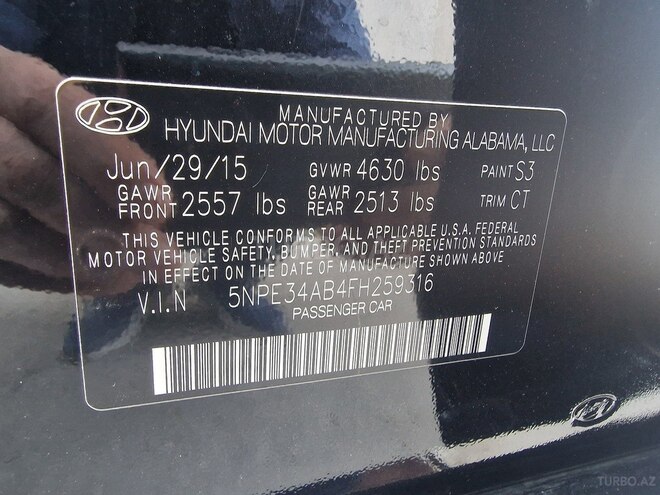 MANUFACTURED BY
HYUNDAI MOTOR MANUFACTURING ALABAMA, LLC
Jun/29/15 GVWR 4630 lbs PAINT S3
GAWR FRONT 2557 lbs GAWR REAR 2513 lbs TRIM CT
THIS VEHICLE CONFORMS TO ALL APPLICABLE U.S.A. FEDERAL
MOTOR VEHICLE SAFETY, BUMPER, AND THEFT PREVENTION STANDARDS
IN EFFECT ON THE DATE OF MANUFACTURE SHOWN ABOVE
V.I.N 5NPE34AB4FH259316
PASSENGER CAR
TURBO.AZ